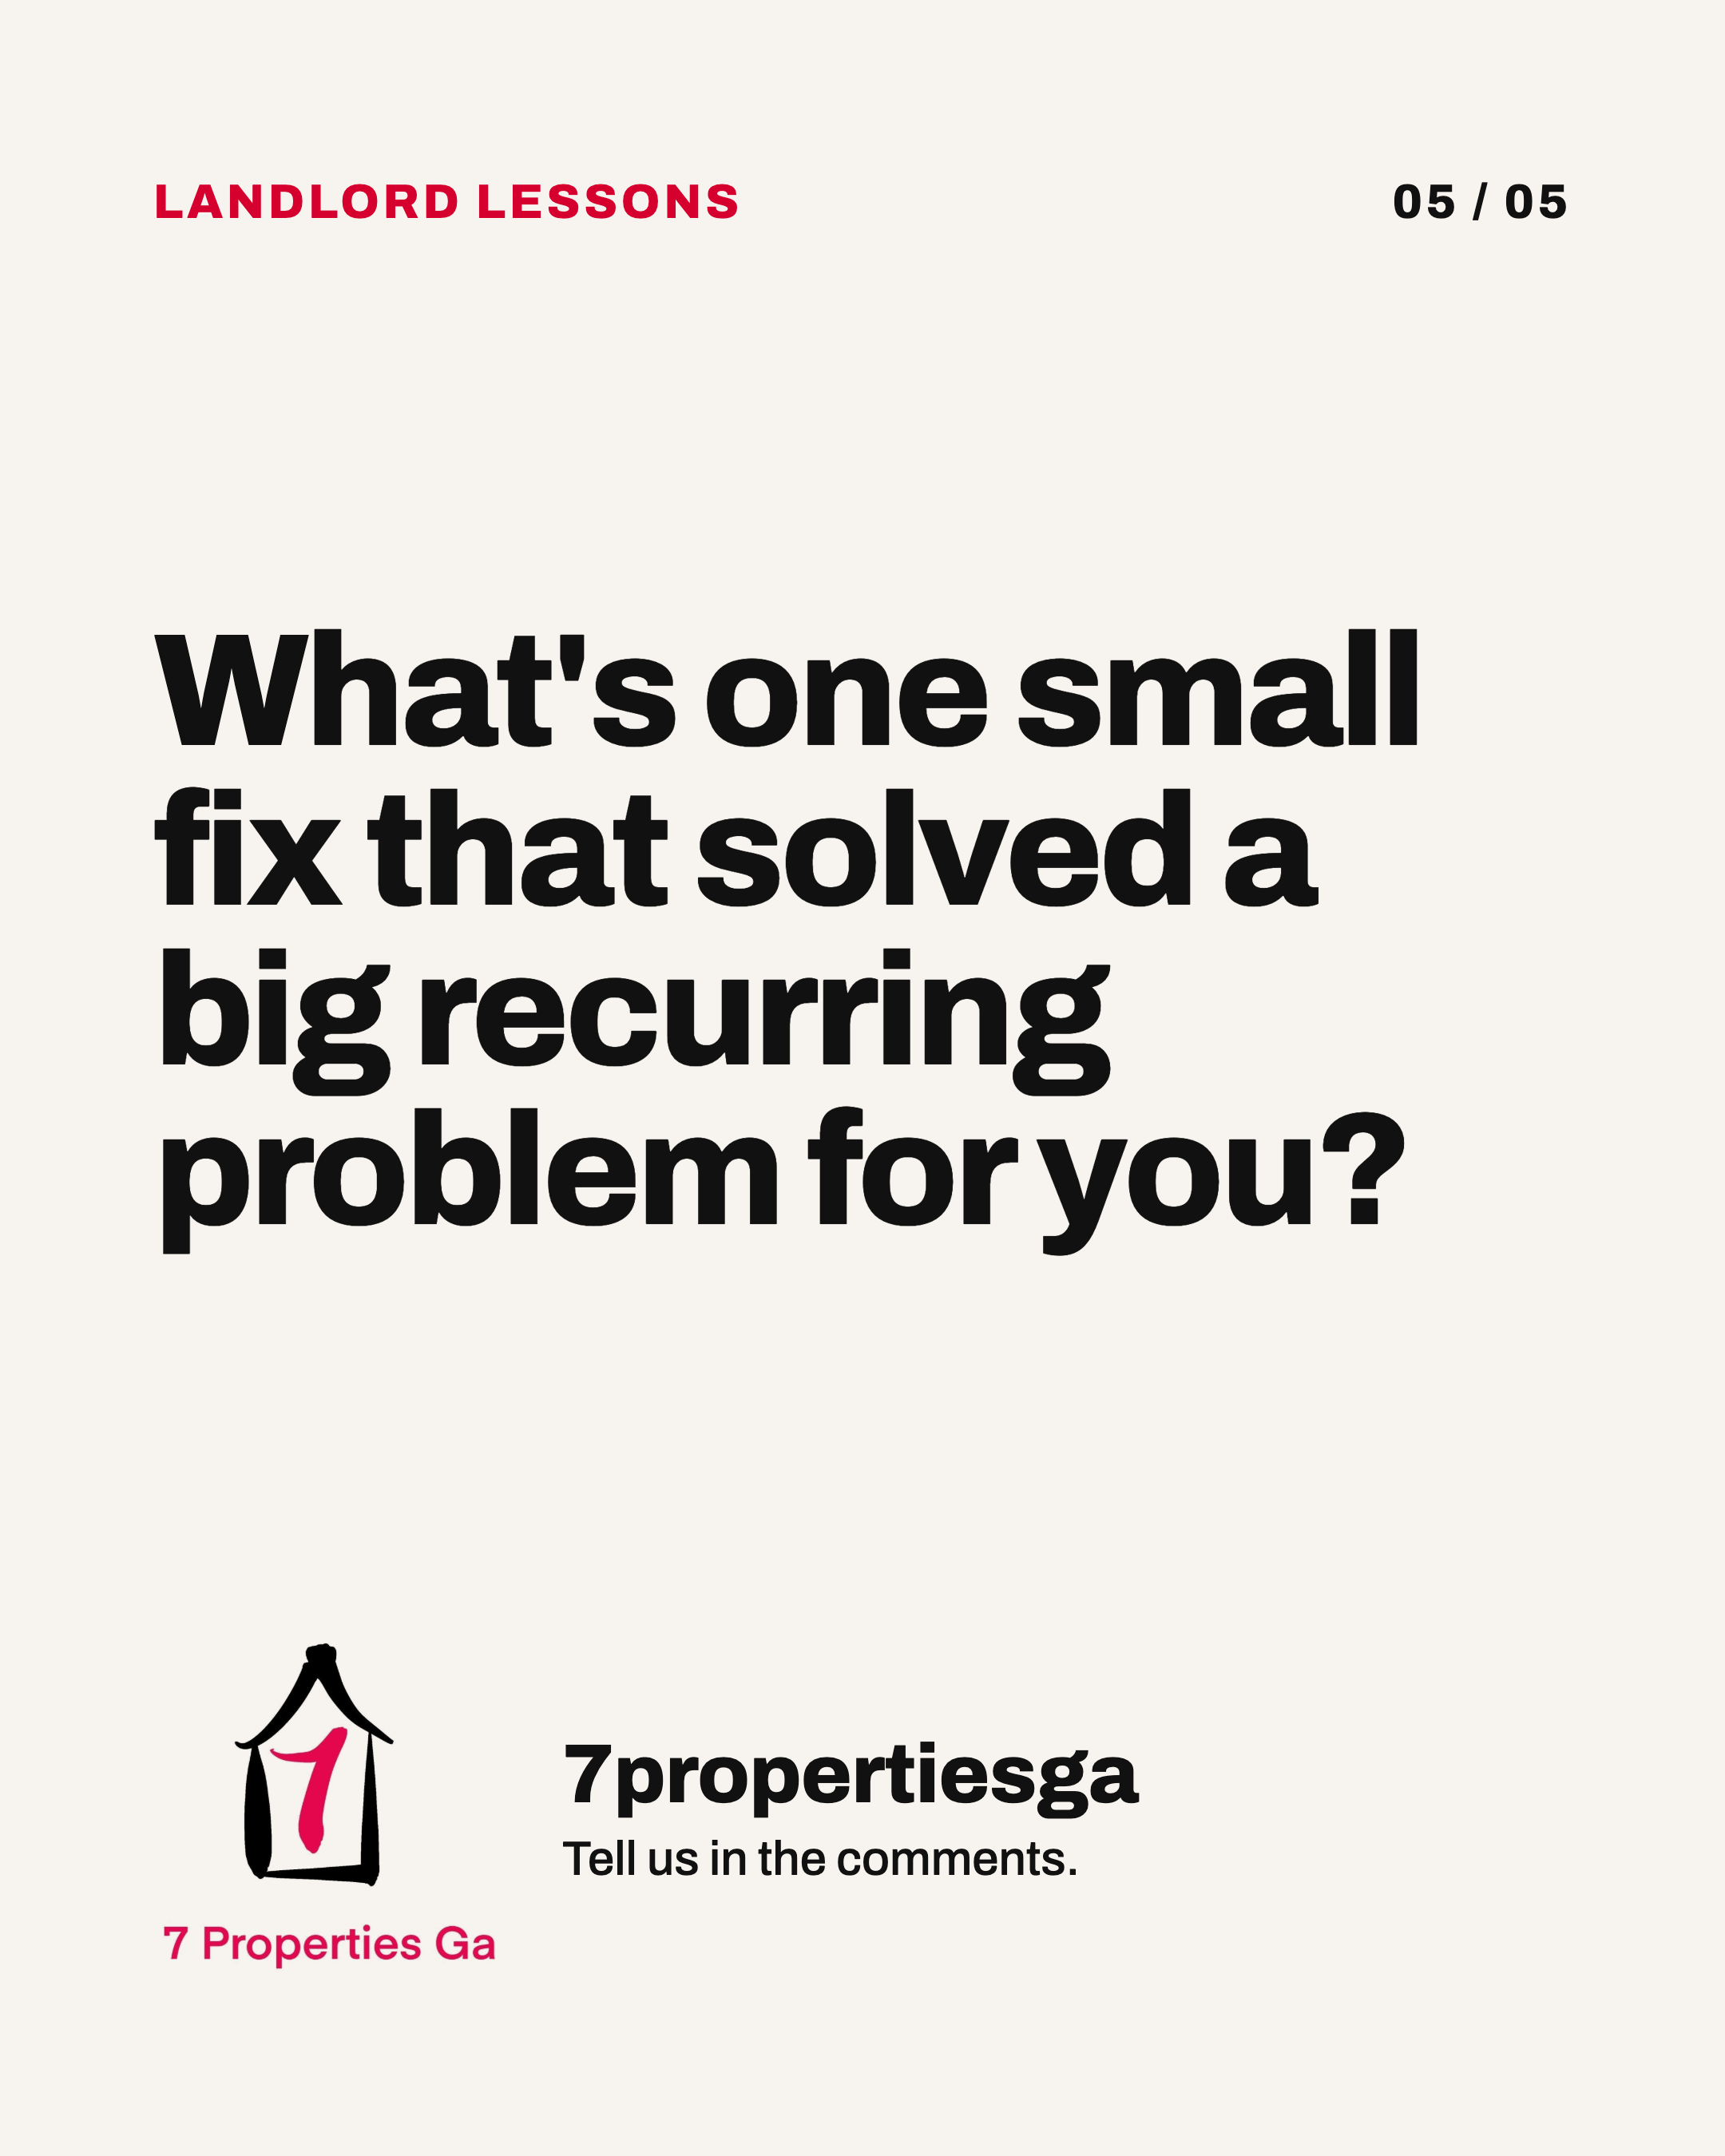 LANDLORD LESSONS
05 / 05
What's one small
fix that solved a
big recurring
problem for you?
7
7propertiesga
Tell us in the comments.
7 Properties Ga